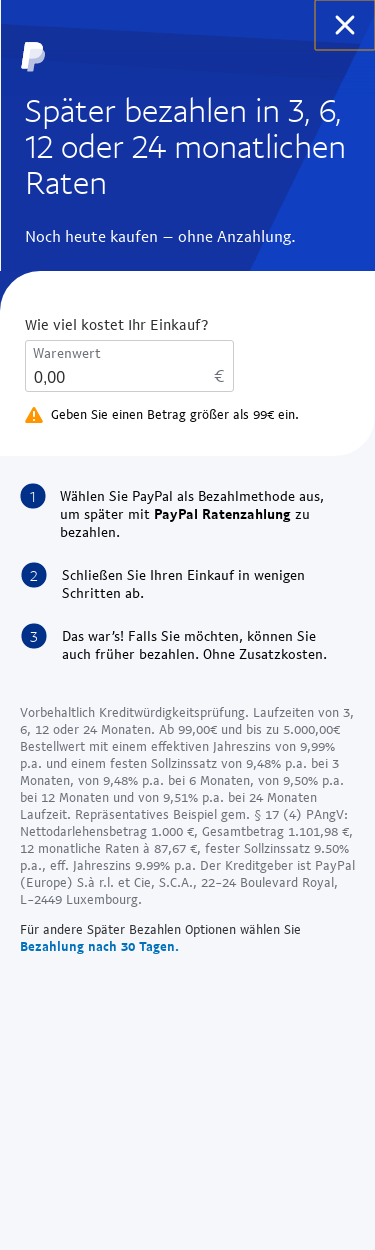 Später bezahlen in 3, 6,
12 oder 24 monatlichen
Raten
Noch heute kaufen – ohne Anzahlung.
Wie viel kostet Ihr Einkauf?
Warenwert
0,00 €
Geben Sie einen Betrag größer als 99€ ein.
1 Wählen Sie PayPal als Bezahlmethode aus,
um später mit PayPal Ratenzahlung zu
bezahlen.
2 Schließen Sie Ihren Einkauf in wenigen
Schritten ab.
3 Das war's! Falls Sie möchten, können Sie
auch früher bezahlen. Ohne Zusatzkosten.
Vorbehaltlich Kreditwürdigkeitsprüfung. Laufzeiten von 3,
6, 12 oder 24 Monaten. Ab 99,00€ und bis zu 5.000,00€
Bestellwert mit einem effektiven Jahreszins von 9,99%
p.a. und einem festen Sollzinssatz von 9,48% p.a. bei 3
Monaten, von 9,48% p.a. bei 6 Monaten, von 9,50% p.a.
bei 12 Monaten und von 9,51% p.a. bei 24 Monaten
Laufzeit. Repräsentatives Beispiel gem. § 17 (4) PAngV:
Nettodarlehensbetrag 1.000 €, Gesamtbetrag 1.101,98 €,
12 monatliche Raten à 87,67 €, fester Sollzinssatz 9.50%
p.a., eff. Jahreszins 9.99% p.a. Der Kreditgeber ist PayPal
(Europe) S.à r.l. et Cie, S.C.A., 22-24 Boulevard Royal,
L-2449 Luxembourg.
Für andere Später Bezahlen Optionen wählen Sie
Bezahlung nach 30 Tagen.